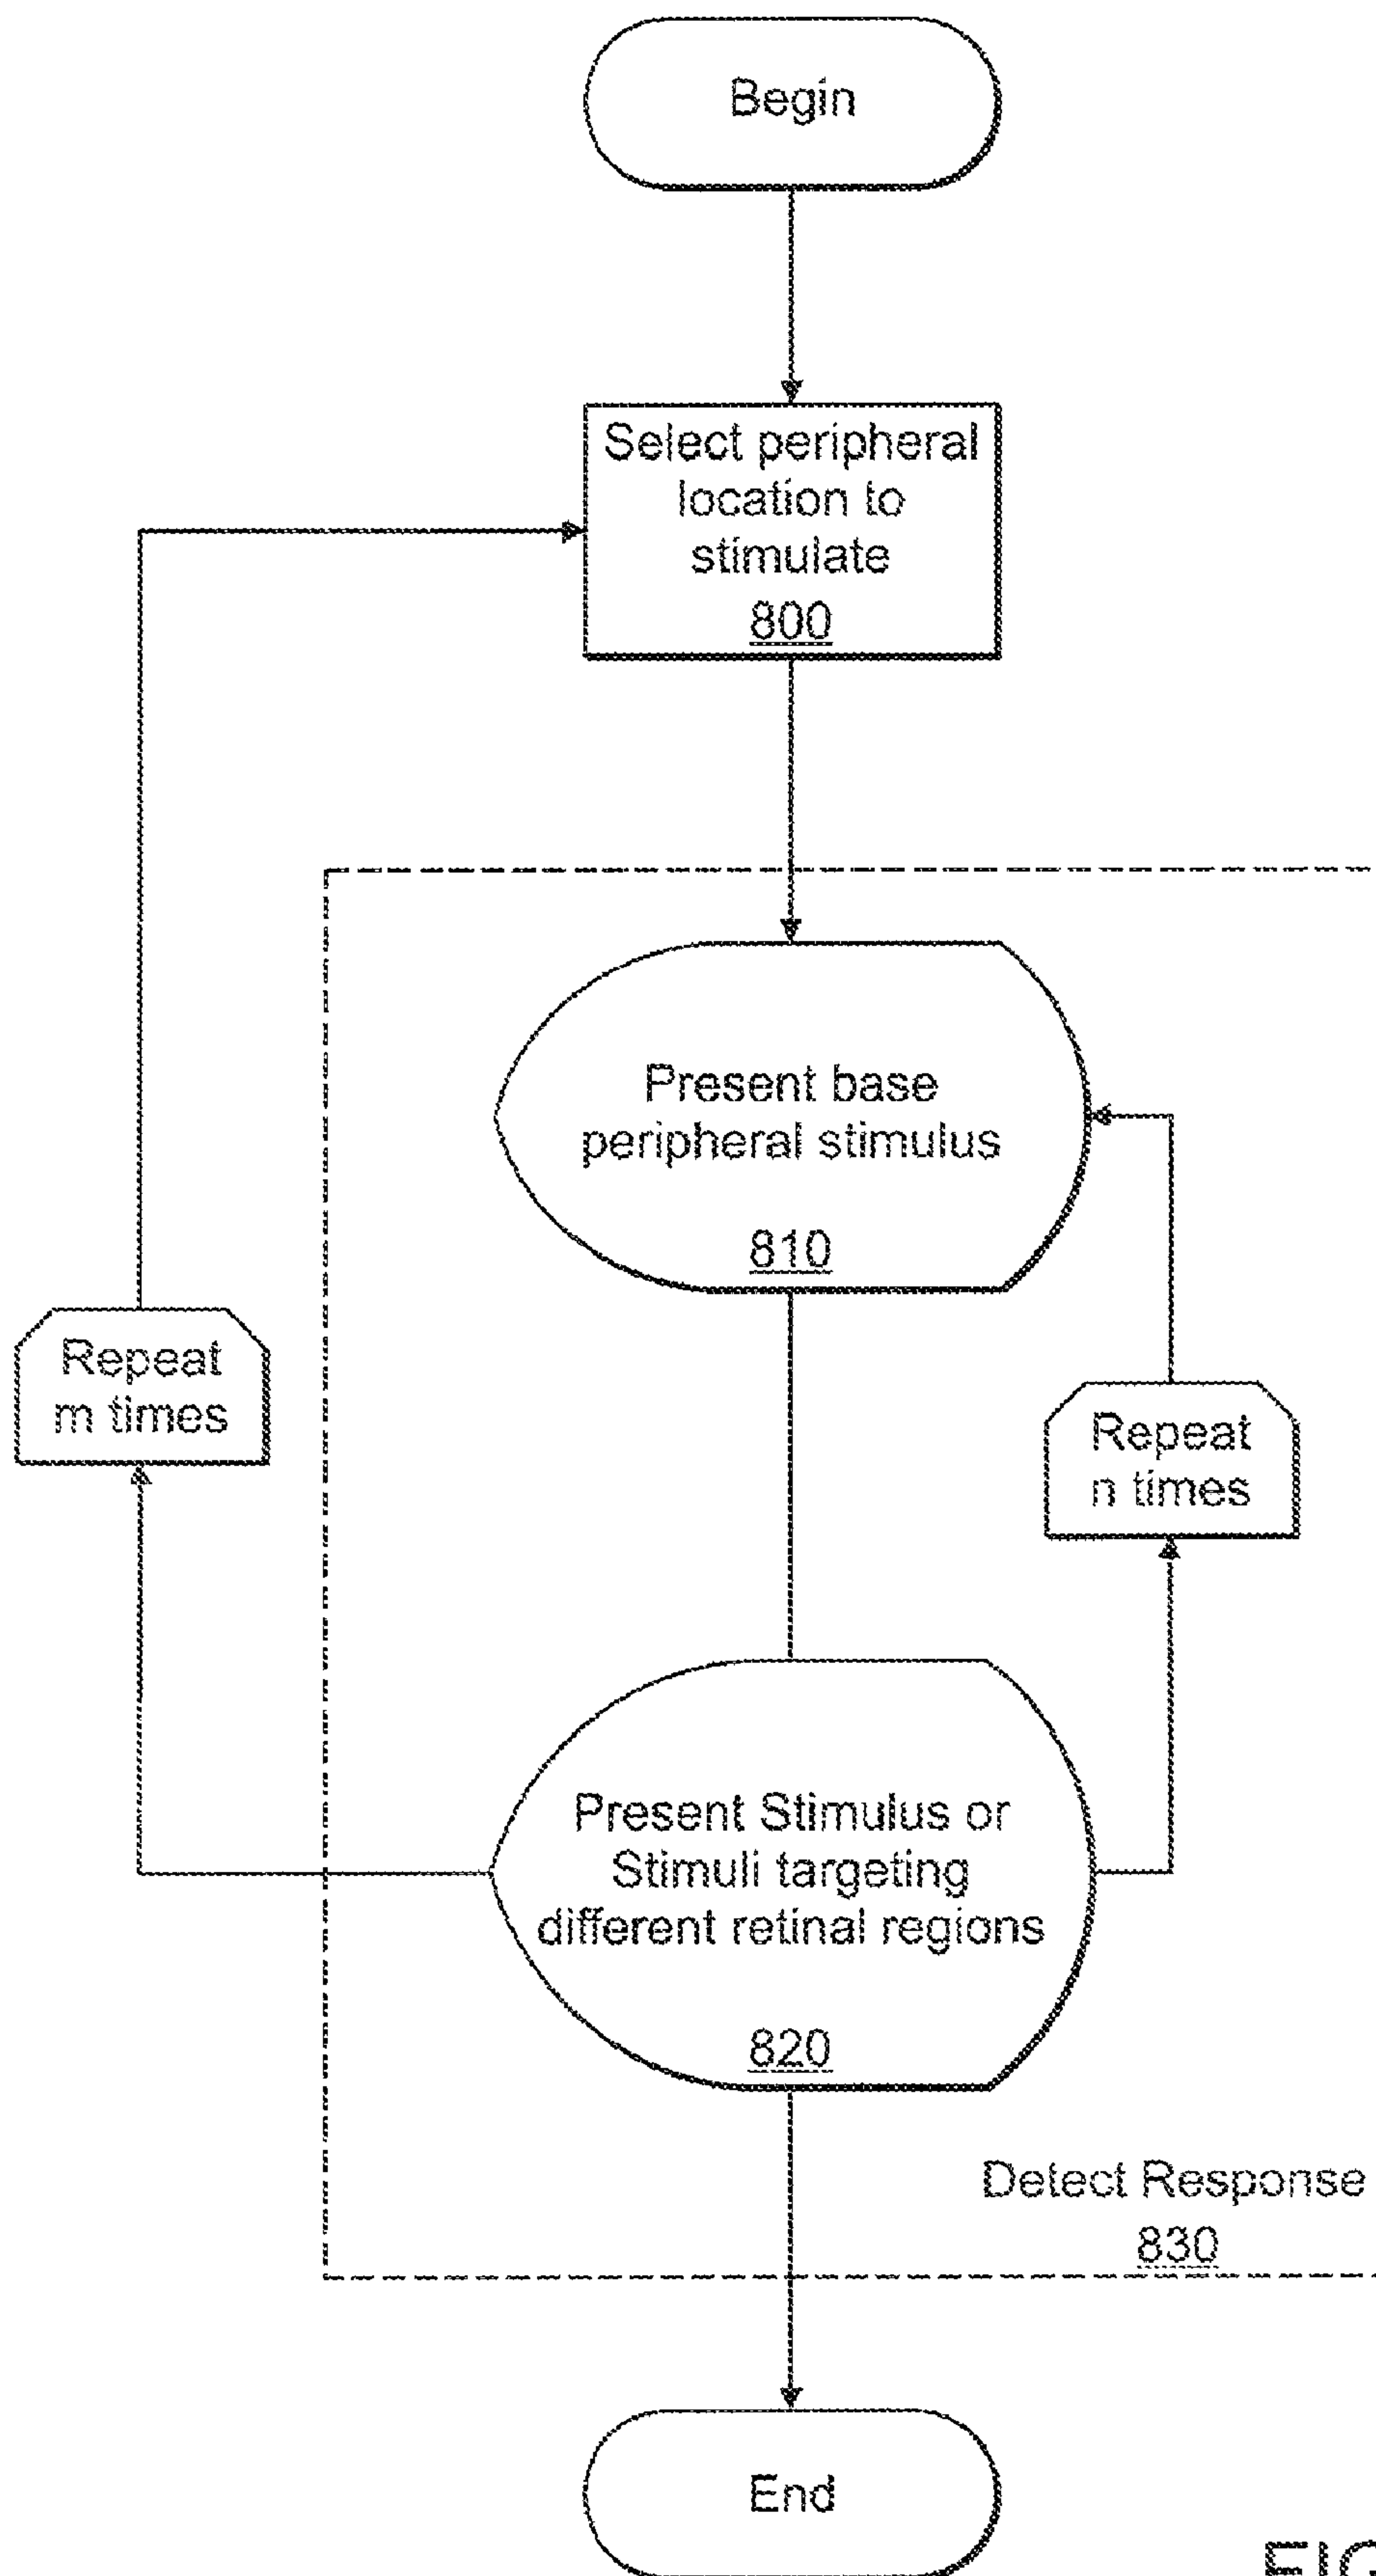 Begin
Select peripheral
location to
stimulate
800
Present base
peripheral stimulus
810
Repeat
m times
Repeat
n times
Present Stimulus or
Stimuli targeting
different retinal regions
820
Detect Response
830
End
FIG